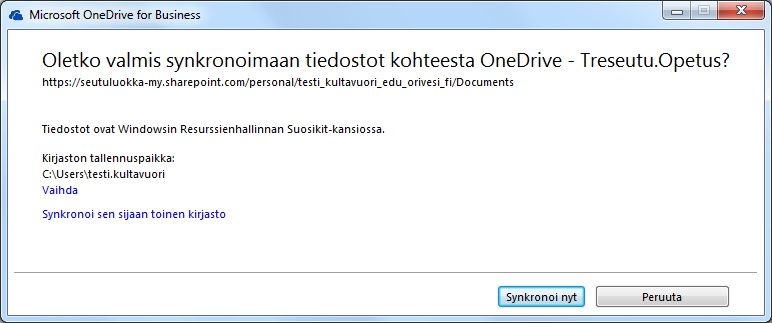 Microsoft OneDrive for Business
Oletko valmis synkronoimaan tiedostot kohteesta OneDrive - Treseutu.Opetus?
https://seutuluokka-my.sharepoint.com/personal/testi_kultavuori_edu_orivesi_fi/Documents
Tiedostot ovat Windowsin Resurssienhallinnan Suosikit-kansiossa.
Kirjaston tallennuspaikka:
C:\Users\testi.kultavuori
Vaihda
Synkronoi sen sijaan toinen kirjasto
Synkronoi nyt
Peruuta